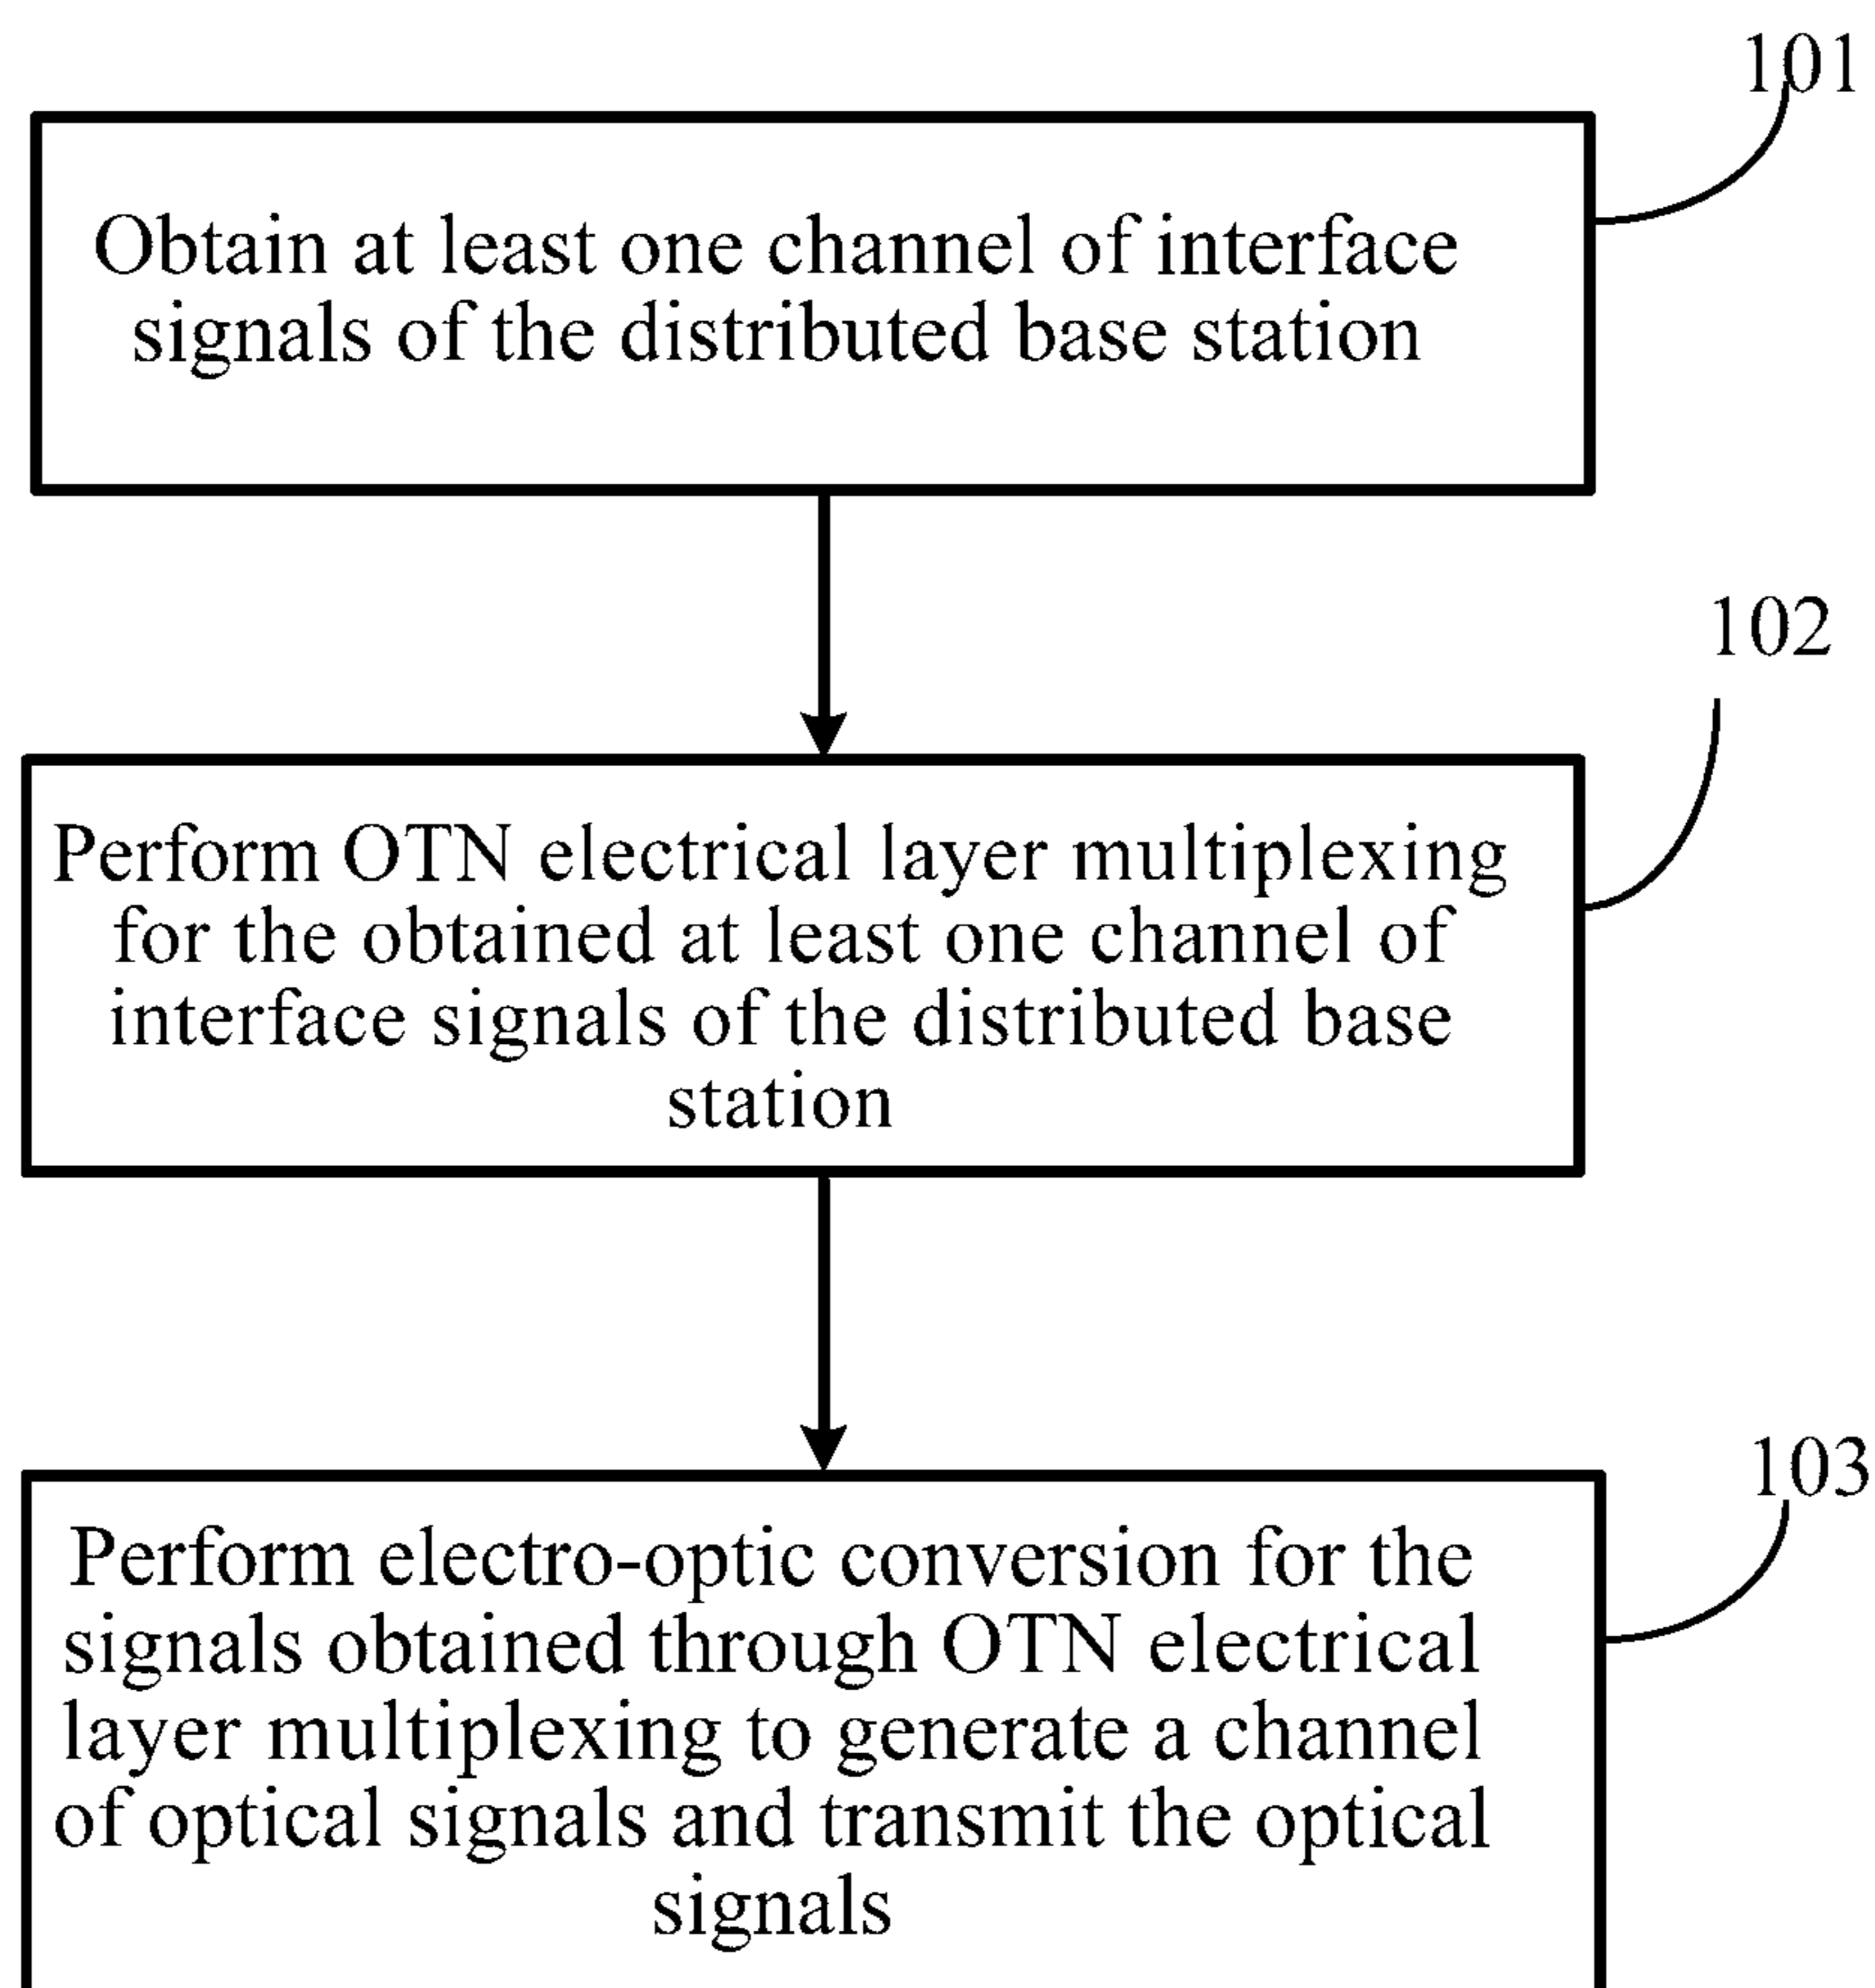 101
Obtain at least one channel of interface
signals of the distributed base station
102
Perform OTN electrical layer multiplexing
for the obtained at least one channel of
interface signals of the distributed base
station
103
Perform electro-optic conversion for the
signals obtained through OTN electrical
layer multiplexing to generate a channel
of optical signals and transmit the optical
signals